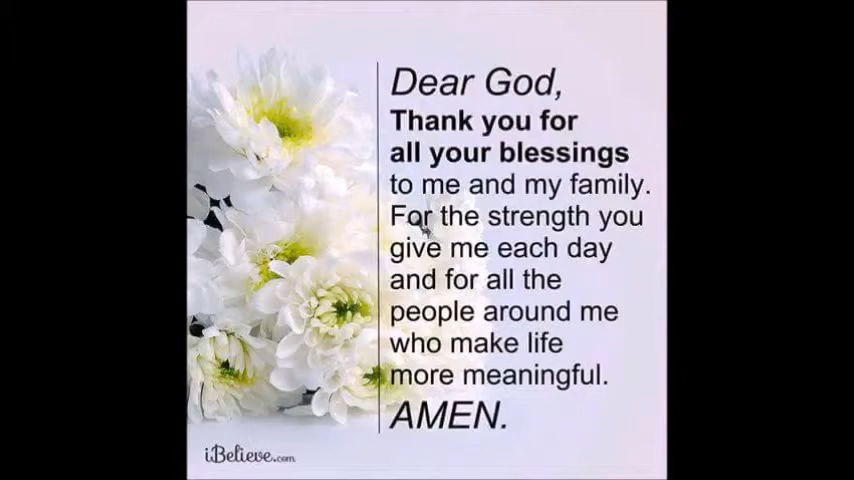 Dear God,
Thank you for
all your blessings
to me and my family.
For the strength you
give me each day
and for all the
people around me
who make life
more meaningful.
AMEN.
iBelieve.com